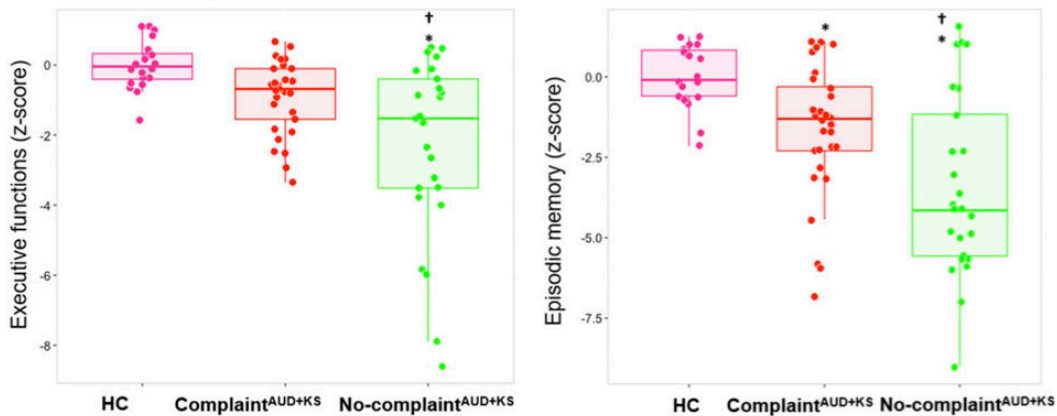 Executive functions (z-score)
0
-2
-4
-6
-8
†
*
HC
Complaint^AUD+KS
No-complaint^AUD+KS
Episodic memory (z-score)
0.0
-2.5
-5.0
-7.5
*
†
*
HC
Complaint^AUD+KS
No-complaint^AUD+KS